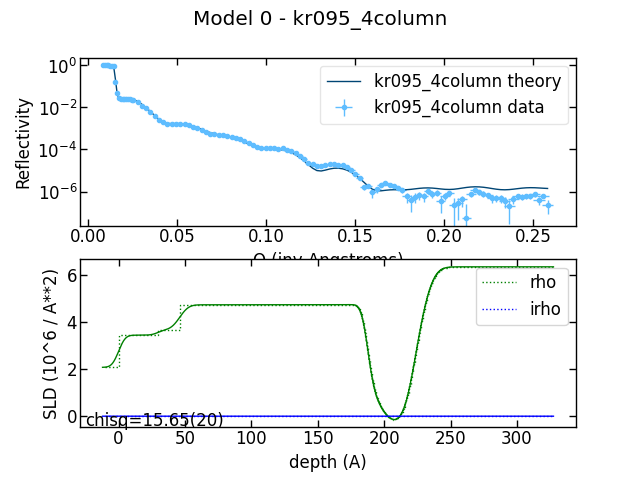 Model 0 - kr095_4column
10^0
10^-2
10^-4
10^-6
Reflectivity
kr095_4column theory
kr095_4column data
0.00 0.05 0.10 0.15 0.20 0.25
Q (inv Angstroms)
6
4
2
0
SLD (10^6 / A**2)
rho
irho
chisq=15.65(20)
0 50 100 150 200 250 300
depth (A)